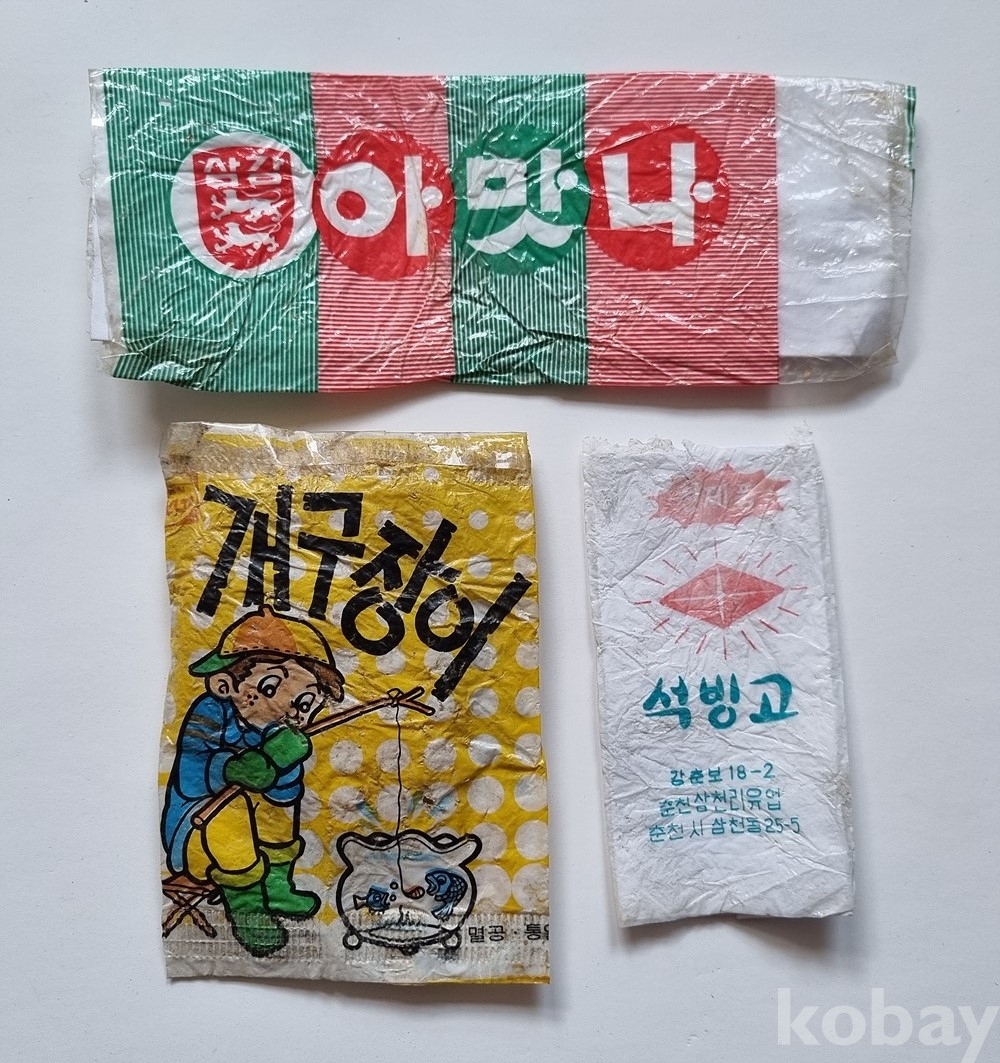 삼강
아맛나
개구장이
멸공·통
석빙고
강춘보 18-2
춘천삼천리유업
춘천시 삼천동 25-5
kobay